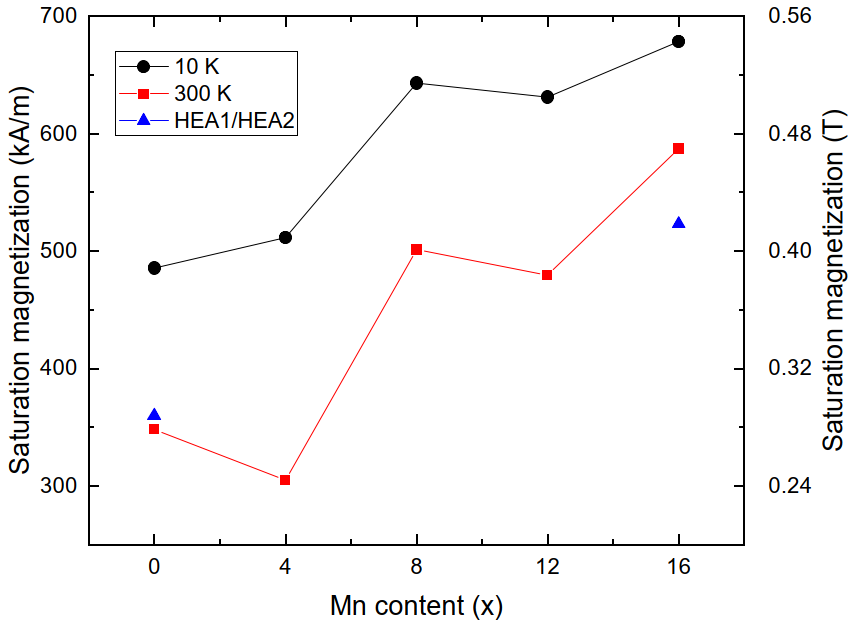 700
600
500
400
300
0.56
0.48
0.40
0.32
0.24
0 4 8 12 16
Mn content (x)
Saturation magnetization (kA/m)
Saturation magnetization (T)
10 K
300 K
HEA1/HEA2